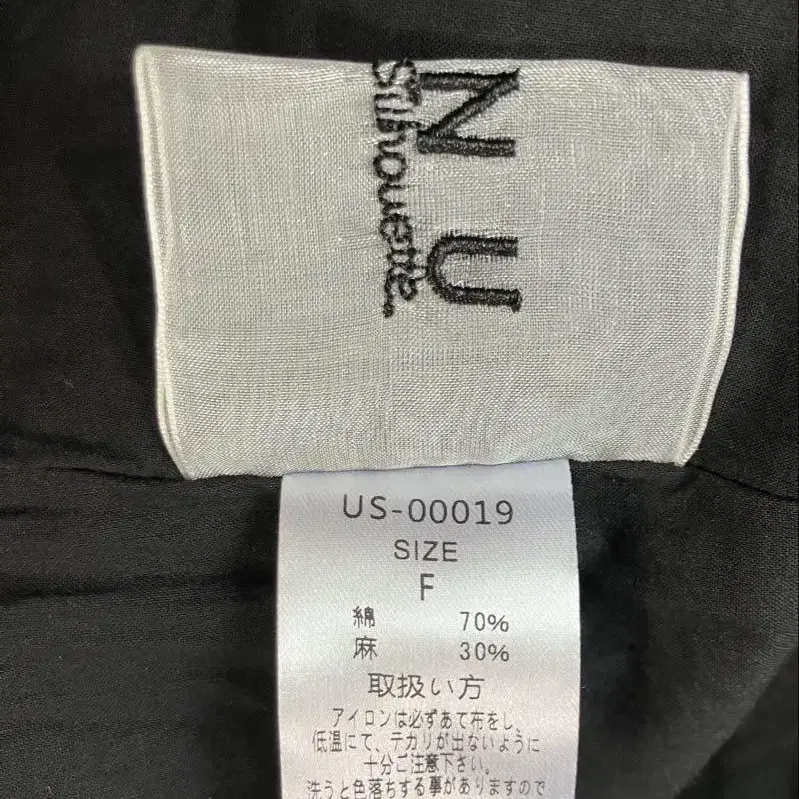 N U
Silhouette.
US-00019
SIZE
F
綿 70%
麻 30%
取扱い方
アイロンは必ずあて布をし、
低温にて、テカリが出ないように
十分ご注意下さい。
洗うと色落ちする事がありますので